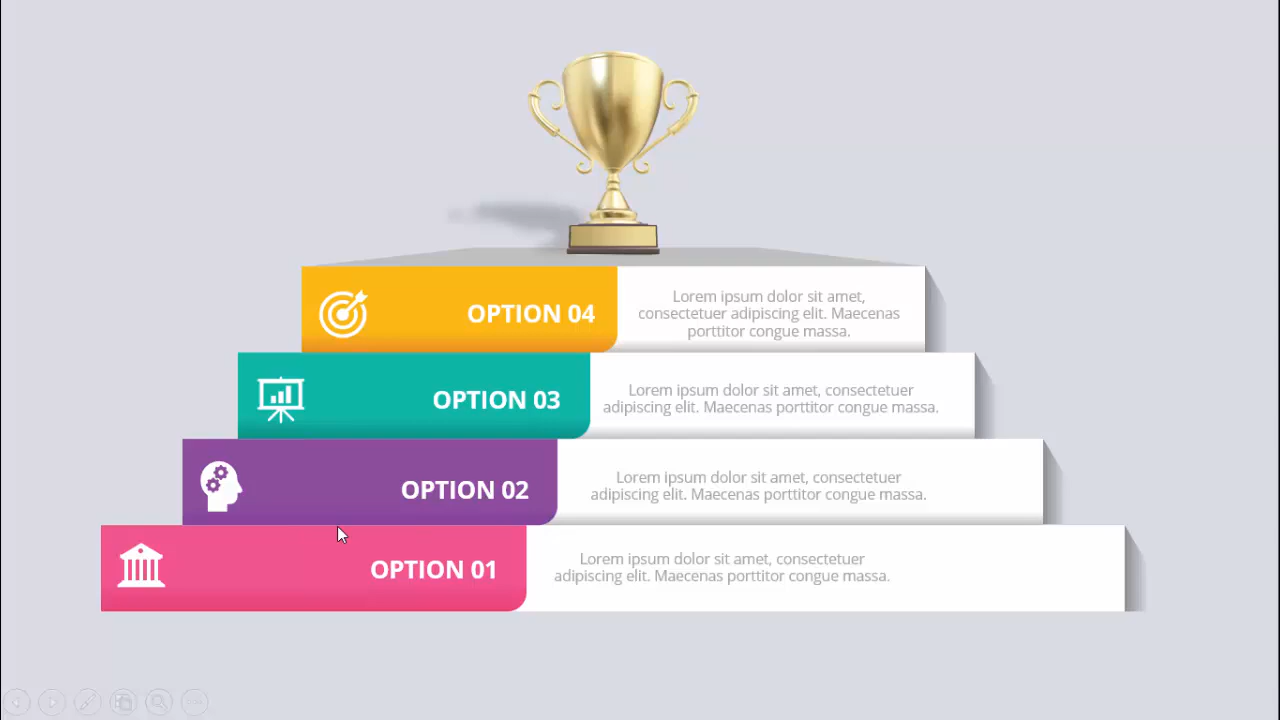 OPTION 04
Lorem ipsum dolor sit amet,
consectetuer adipiscing elit. Maecenas
porttitor congue massa.
OPTION 03
Lorem ipsum dolor sit amet, consectetuer
adipiscing elit. Maecenas porttitor congue massa.
OPTION 02
Lorem ipsum dolor sit amet, consectetuer
adipiscing elit. Maecenas porttitor congue massa.
OPTION 01
Lorem ipsum dolor sit amet, consectetuer
adipiscing elit. Maecenas porttitor congue massa.